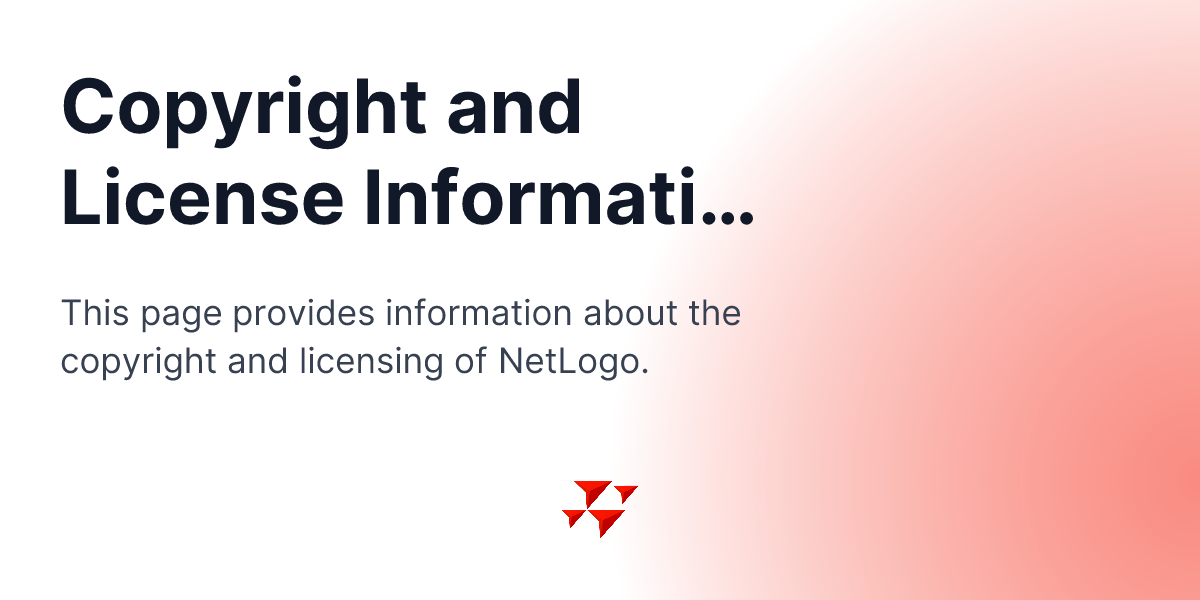 Copyright and
License Informati...
This page provides information about the
copyright and licensing of NetLogo.